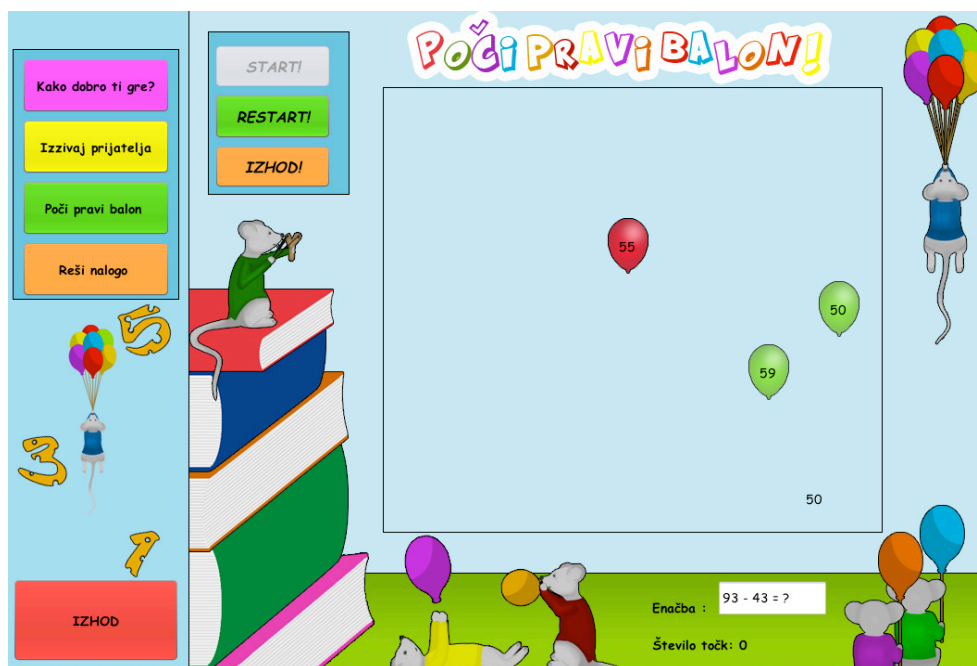 POČI PRAVI BALON!
Kako dobro ti gre?
Izzivaj prijatelja
Poči pravi balon
Reši nalogo
START!
RESTART!
IZHOD!
55
50
59
50
5
3
1
IZHOD
Enačba :
93 - 43 = ?
Število točk: 0